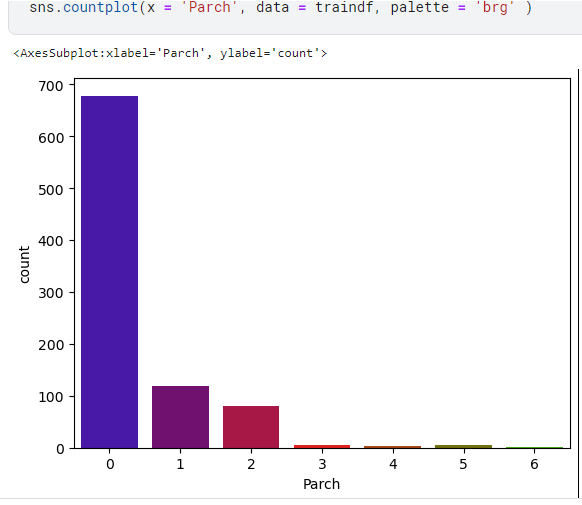 sns.countplot(x = 'Parch', data = traindf, palette = 'brg' )
<AxesSubplot:xlabel='Parch', ylabel='count'>
700
600
500
400
300
200
100
0
count
0 1 2 3 4 5 6
Parch